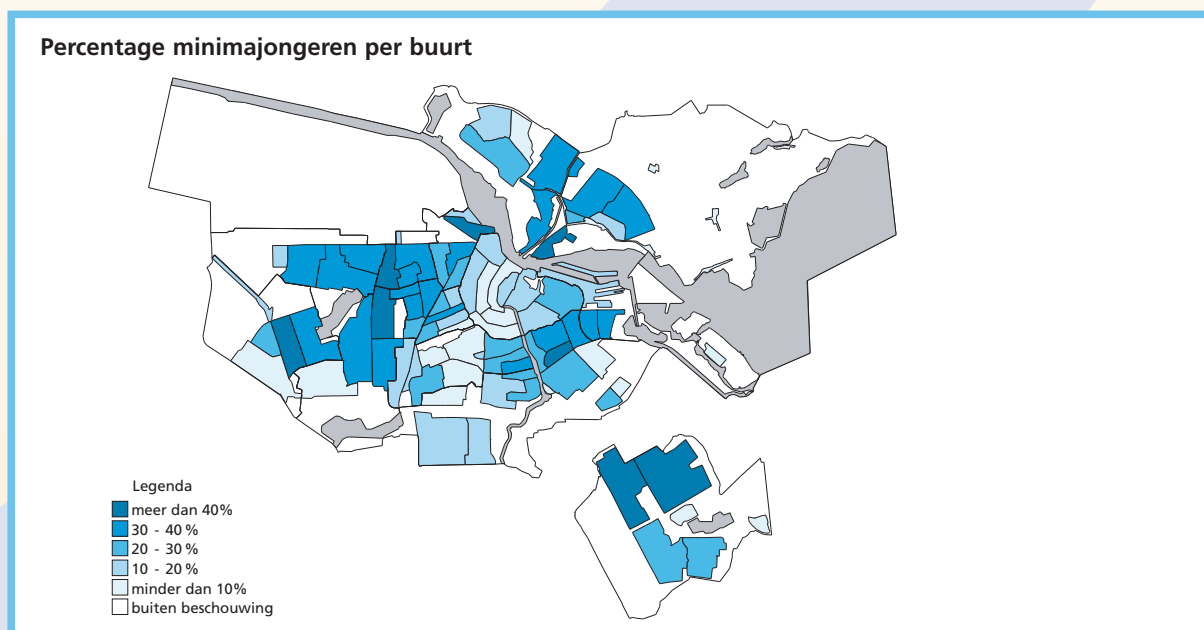 Percentage minimajongeren per buurt
Legenda
meer dan 40%
30 - 40 %
20 - 30 %
10 - 20 %
minder dan 10%
buiten beschouwing